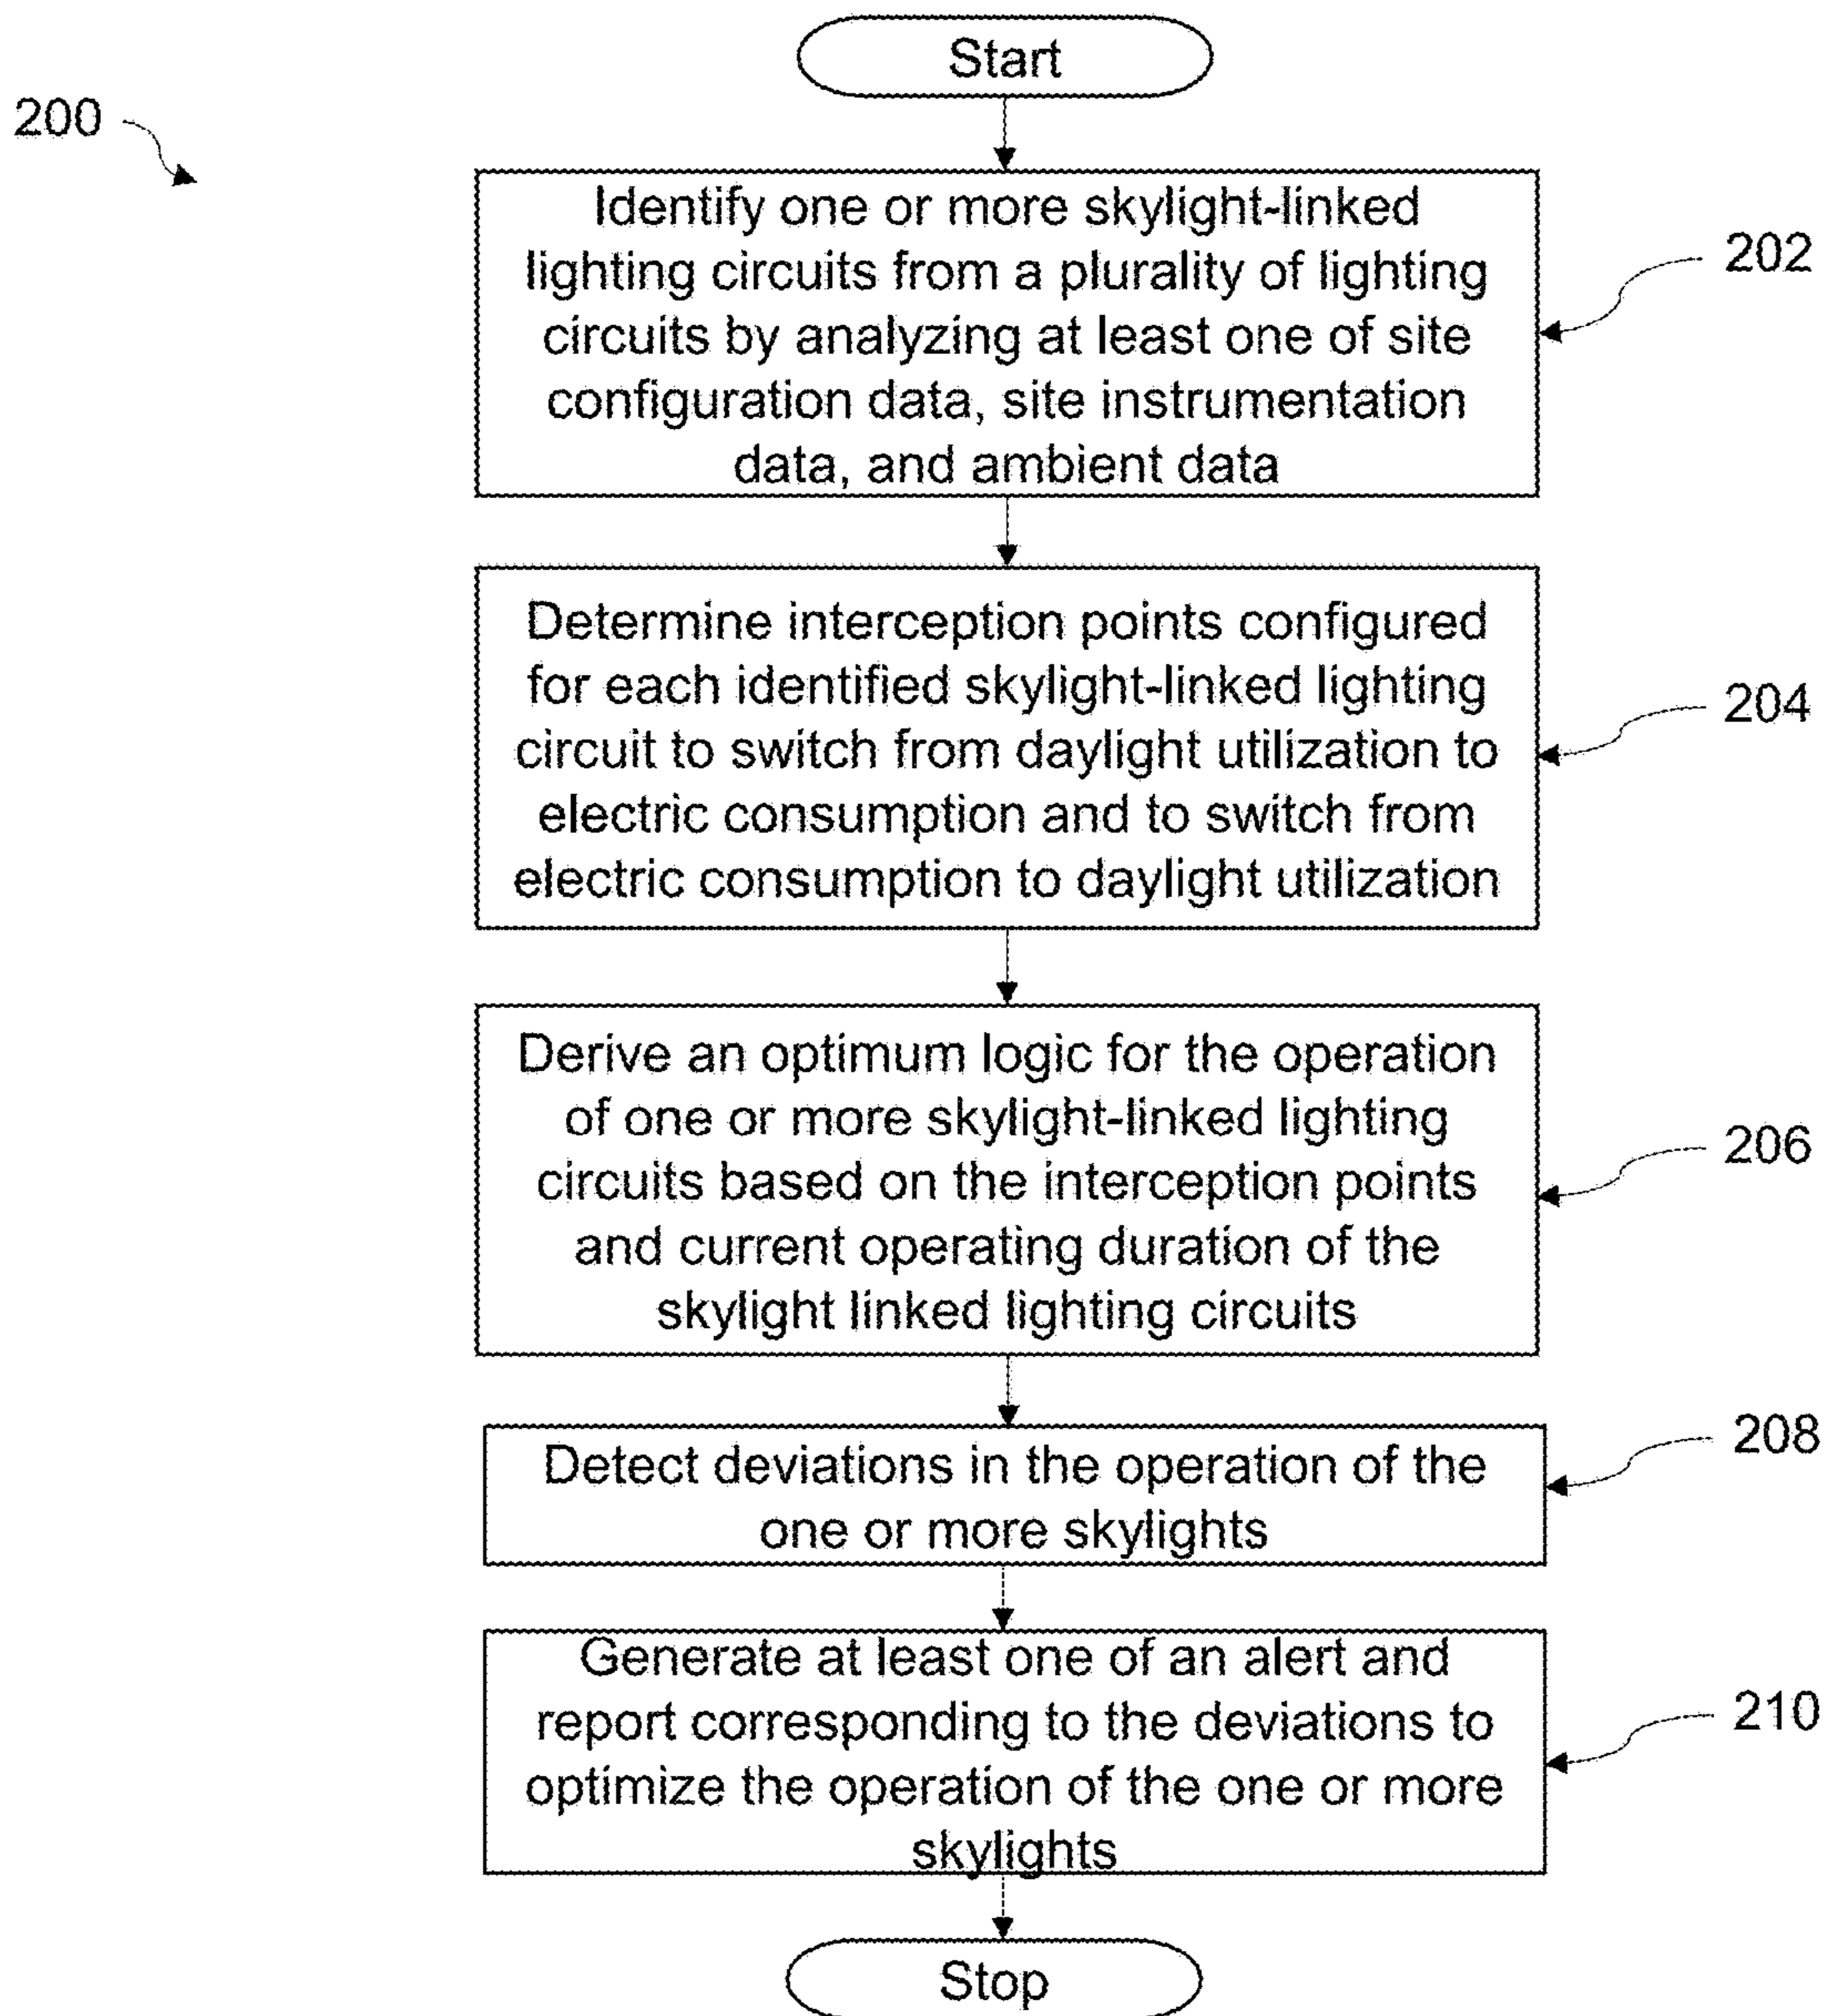 Start
200
Identify one or more skylight-linked
lighting circuits from a plurality of lighting
circuits by analyzing at least one of site
configuration data, site instrumentation
data, and ambient data
202
Determine interception points configured
for each identified skylight-linked lighting
circuit to switch from daylight utilization to
electric consumption and to switch from
electric consumption to daylight utilization
204
Derive an optimum logic for the operation
of one or more skylight-linked lighting
circuits based on the interception points
and current operating duration of the
skylight linked lighting circuits
206
Detect deviations in the operation of the
one or more skylights
208
Generate at least one of an alert and
report corresponding to the deviations to
optimize the operation of the one or more
skylights
210
Stop